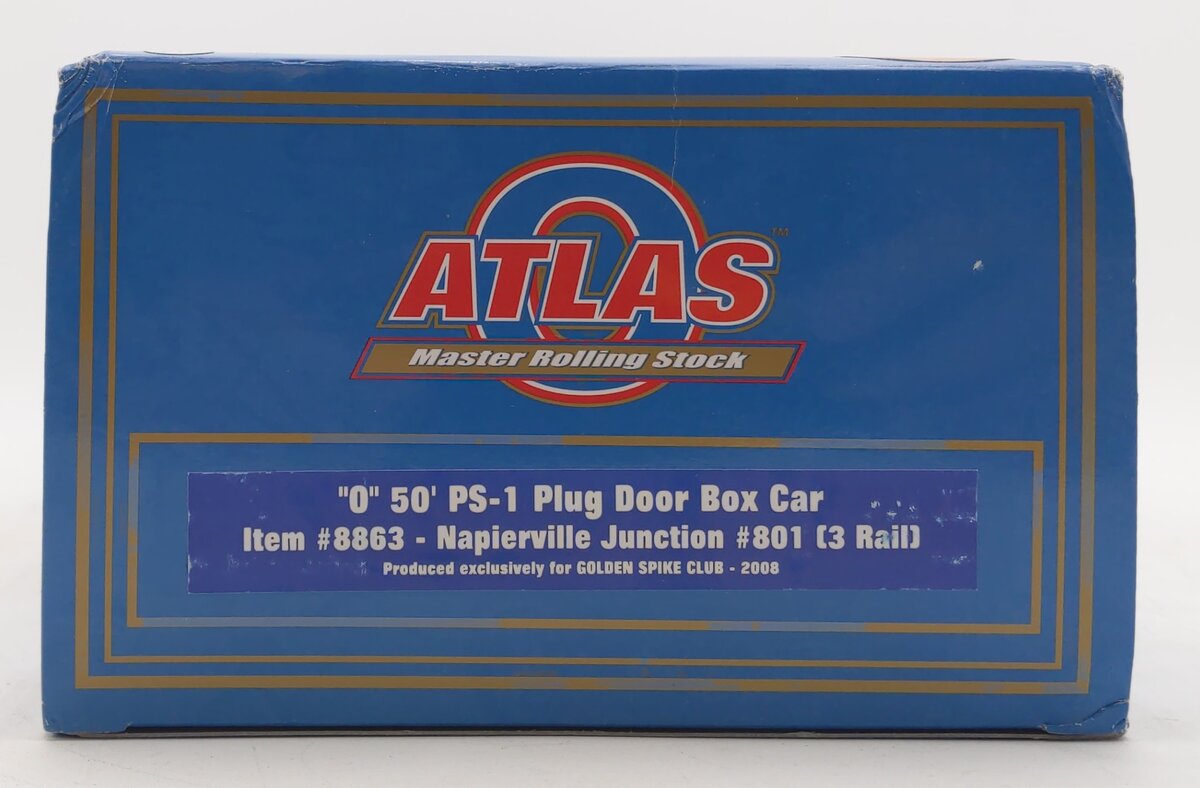 ATLAS™
Master Rolling Stock
"O" 50' PS-1 Plug Door Box Car
Item #8863 - Napierville Junction #801 (3 Rail)
Produced exclusively for GOLDEN SPIKE CLUB - 2008